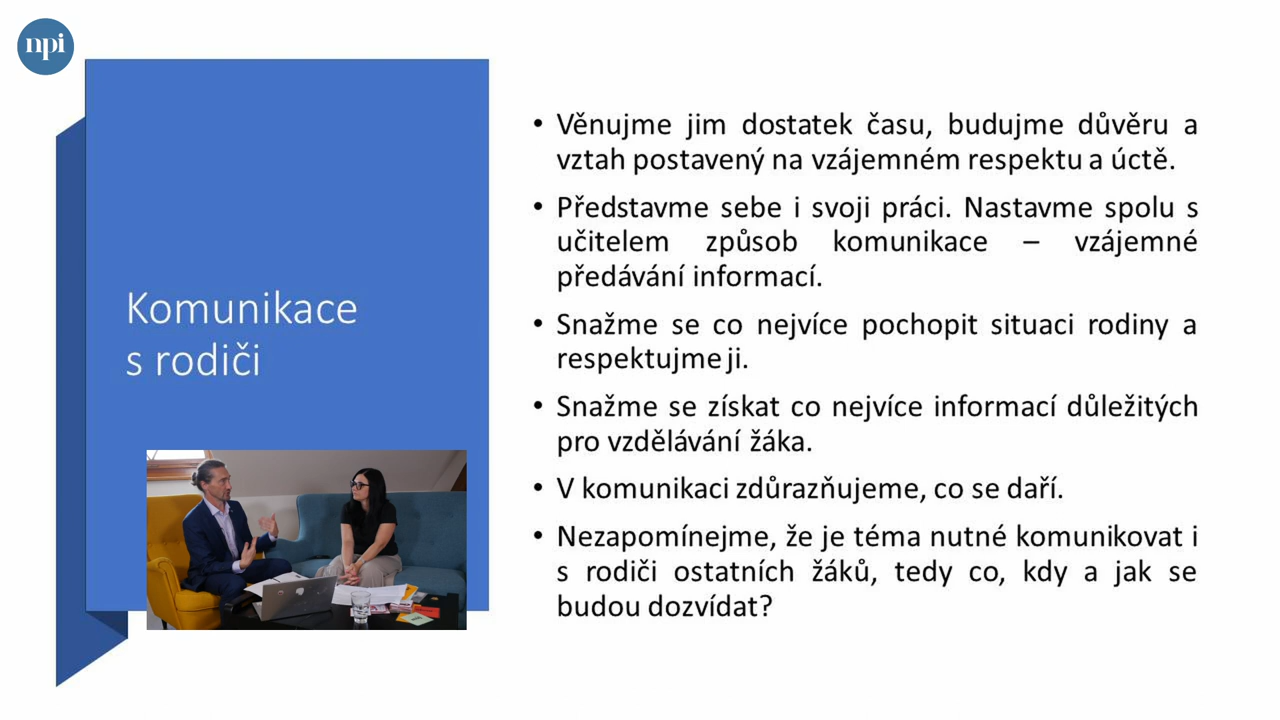 npi
Komunikace
s rodiči
• Věnujme jim dostatek času, budujme důvěru a
vztah postavený na vzájemném respektu a úctě.
• Představme sebe i svoji práci. Nastavme spolu s
učitelem způsob komunikace – vzájemné
předávání informací.
• Snažme se co nejvíce pochopit situaci rodiny a
respektujme ji.
• Snažme se získat co nejvíce informací důležitých
pro vzdělávání žáka.
• V komunikaci zdůrazňujeme, co se daří.
• Nezapomínejme, že je téma nutné komunikovat i
s rodiči ostatních žáků, tedy co, kdy a jak se
budou dozvídat?